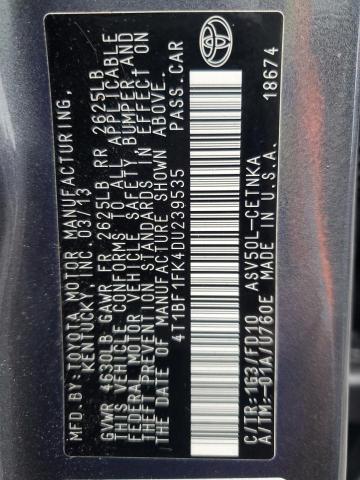 MFD.BY:TOYOTA MOTOR MANUFACTURING,
KENTUCKY,INC.03/13
GVWR 4630LB GAWR FR 2625LB RR 2625LB
THIS VEHICLE CONFORMS TO ALL APPLICABLE
FEDERAL MOTOR VEHICLE SAFETY,BUMPER,AND
THEFT PREVENTION STANDARDS IN EFFECT ON
THE DATE OF MANUFACTURE SHOWN ABOVE.
4T1BF1FK4DU239535 PASS.CAR
C/TR:1G3/FD10 ASV50L-CETNKA
A/TM:-01A/U760E MADE IN U.S.A.
18674